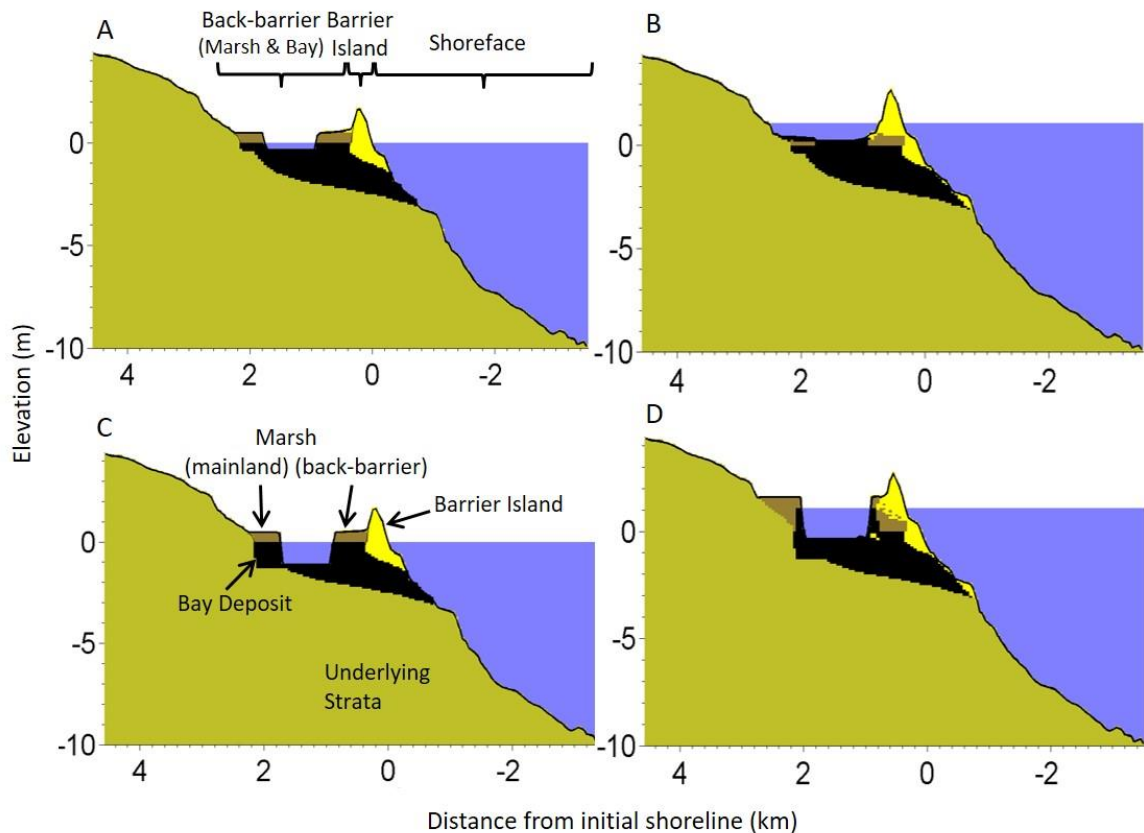 A
Back-barrier Barrier
(Marsh & Bay) Island
Shoreface
0
-5
-10
4 2 0 -2
B
0
-5
-10
4 2 0 -2
Elevation (m)
C
Marsh
(mainland) (back-barrier)
Barrier Island
Bay Deposit
Underlying
Strata
0
-5
-10
4 2 0 -2
D
0
-5
-10
4 2 0 -2
Distance from initial shoreline (km)